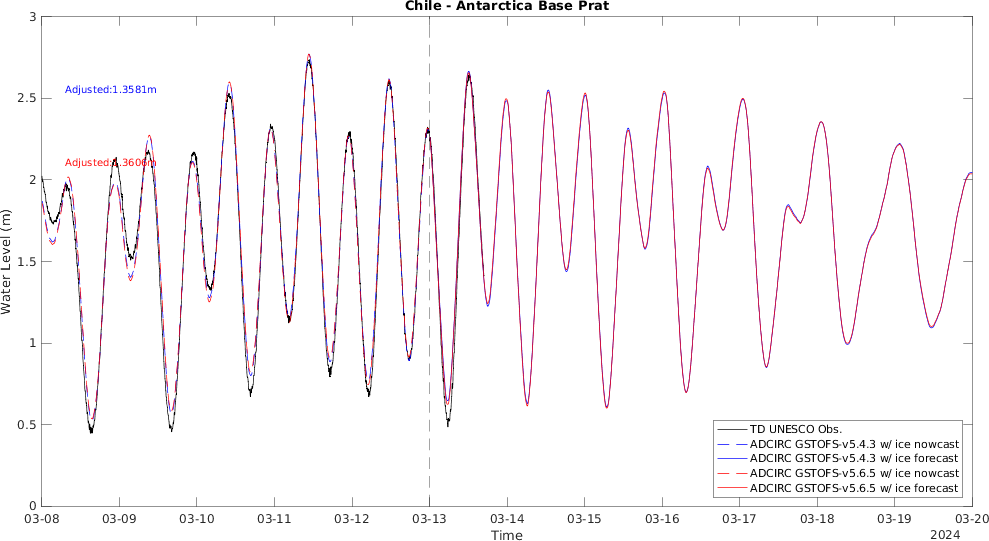 Chile - Antarctica Base Prat
3
2.5
2
1.5
1
0.5
0
Water Level (m)
Adjusted:1.3581m
Adjusted:1.3606m
TD UNESCO Obs.
ADCIRC GSTOFS-v5.4.3 w/ ice nowcast
ADCIRC GSTOFS-v5.4.3 w/ ice forecast
ADCIRC GSTOFS-v5.6.5 w/ ice nowcast
ADCIRC GSTOFS-v5.6.5 w/ ice forecast
03-08 03-09 03-10 03-11 03-12 03-13 03-14 03-15 03-16 03-17 03-18 03-19 03-20
Time
2024